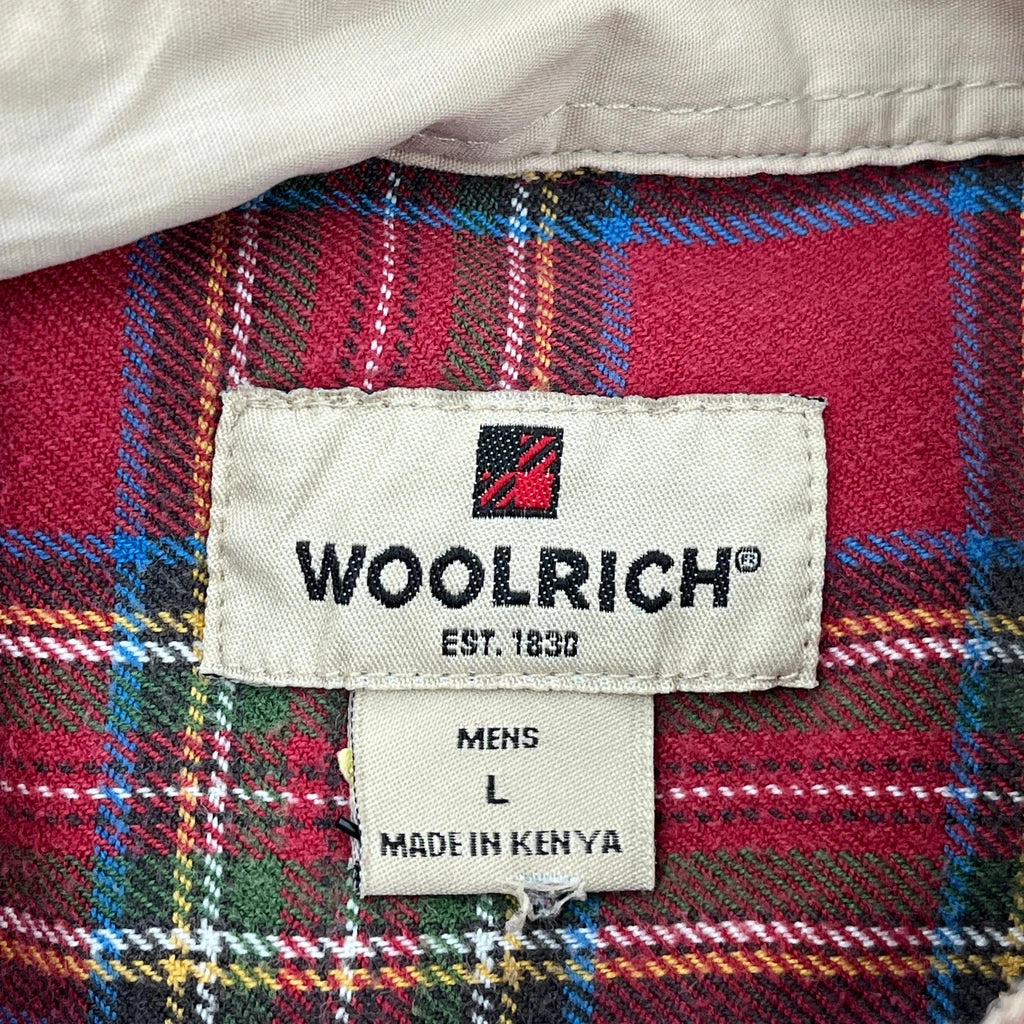 WOOLRICH®
EST. 1830
MENS
L
MADE IN KENYA